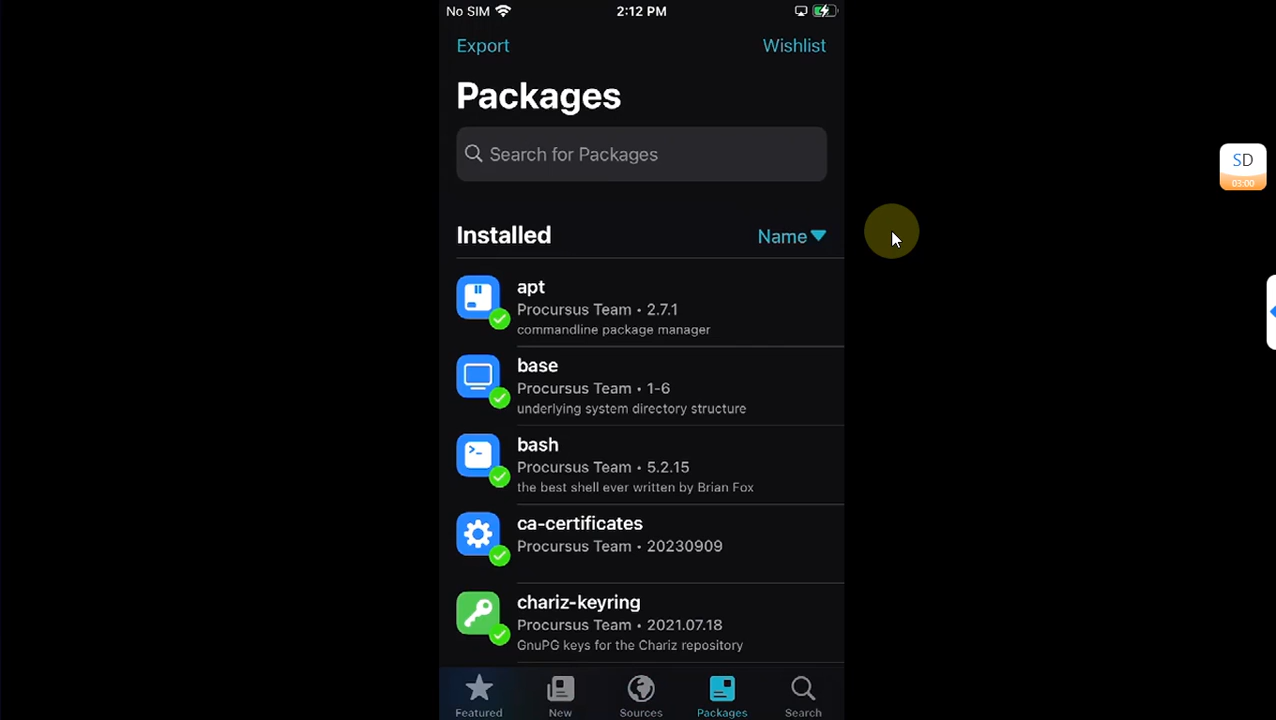 No SIM 2:12 PM
Export Wishlist
Packages
Search for Packages
SD
03:00
Installed Name
apt
Procursus Team • 2.7.1
commandline package manager
base
Procursus Team • 1-6
underlying system directory structure
bash
Procursus Team • 5.2.15
the best shell ever written by Brian Fox
ca-certificates
Procursus Team • 20230909
chariz-keyring
Procursus Team • 2021.07.18
GnuPG keys for the Chariz repository
Featured New Sources Packages Search